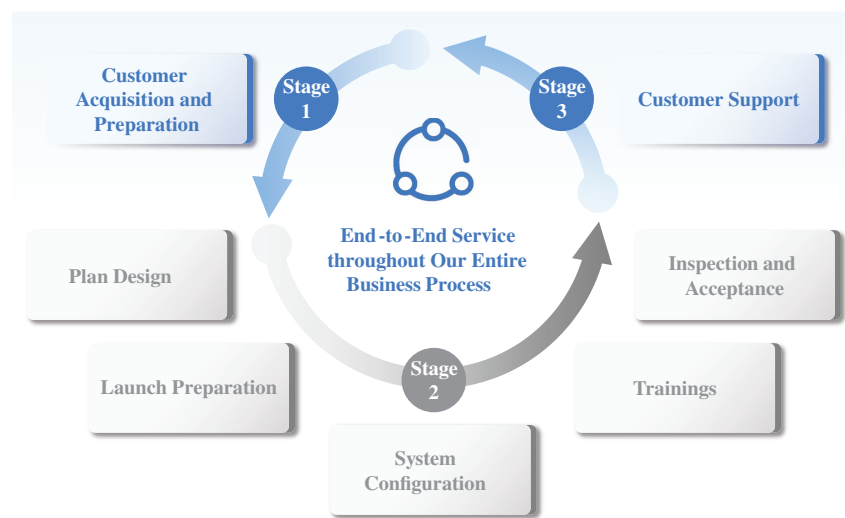 Customer
Acquisition and
Preparation
Stage
1
Stage
3
Customer Support
End-to-End Service
throughout Our Entire
Business Process
Plan Design
Inspection and
Acceptance
Launch Preparation
Stage
2
Trainings
System
Configuration